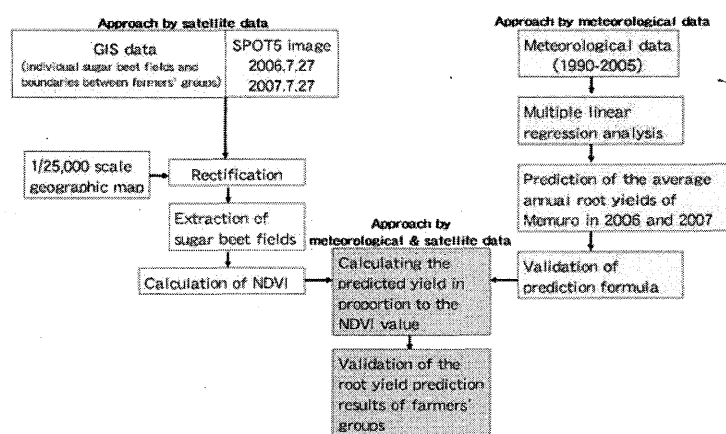 Approach by satellite data
GIS data
(individual sugar beet fields and
boundaries between fermers' groups)
SPOT5 image
2006.7.27
2007.7.27
1/25,000 scale
geographic map
Rectification
Extraction of
sugar beet fields
Calculation of NDVI
Approach by meteorological data
Meteorological data
(1990-2005)
Multiple linear
regression analysis
Prediction of the average
annual root yields of
Memuro in 2006 and 2007
Validation of
prediction formula
Approach by
meteorological & satellite data
Calculating the
predicted yield in
proportion to the
NDVI value
Validation of the
root yield prediction
results of farmers'
groups